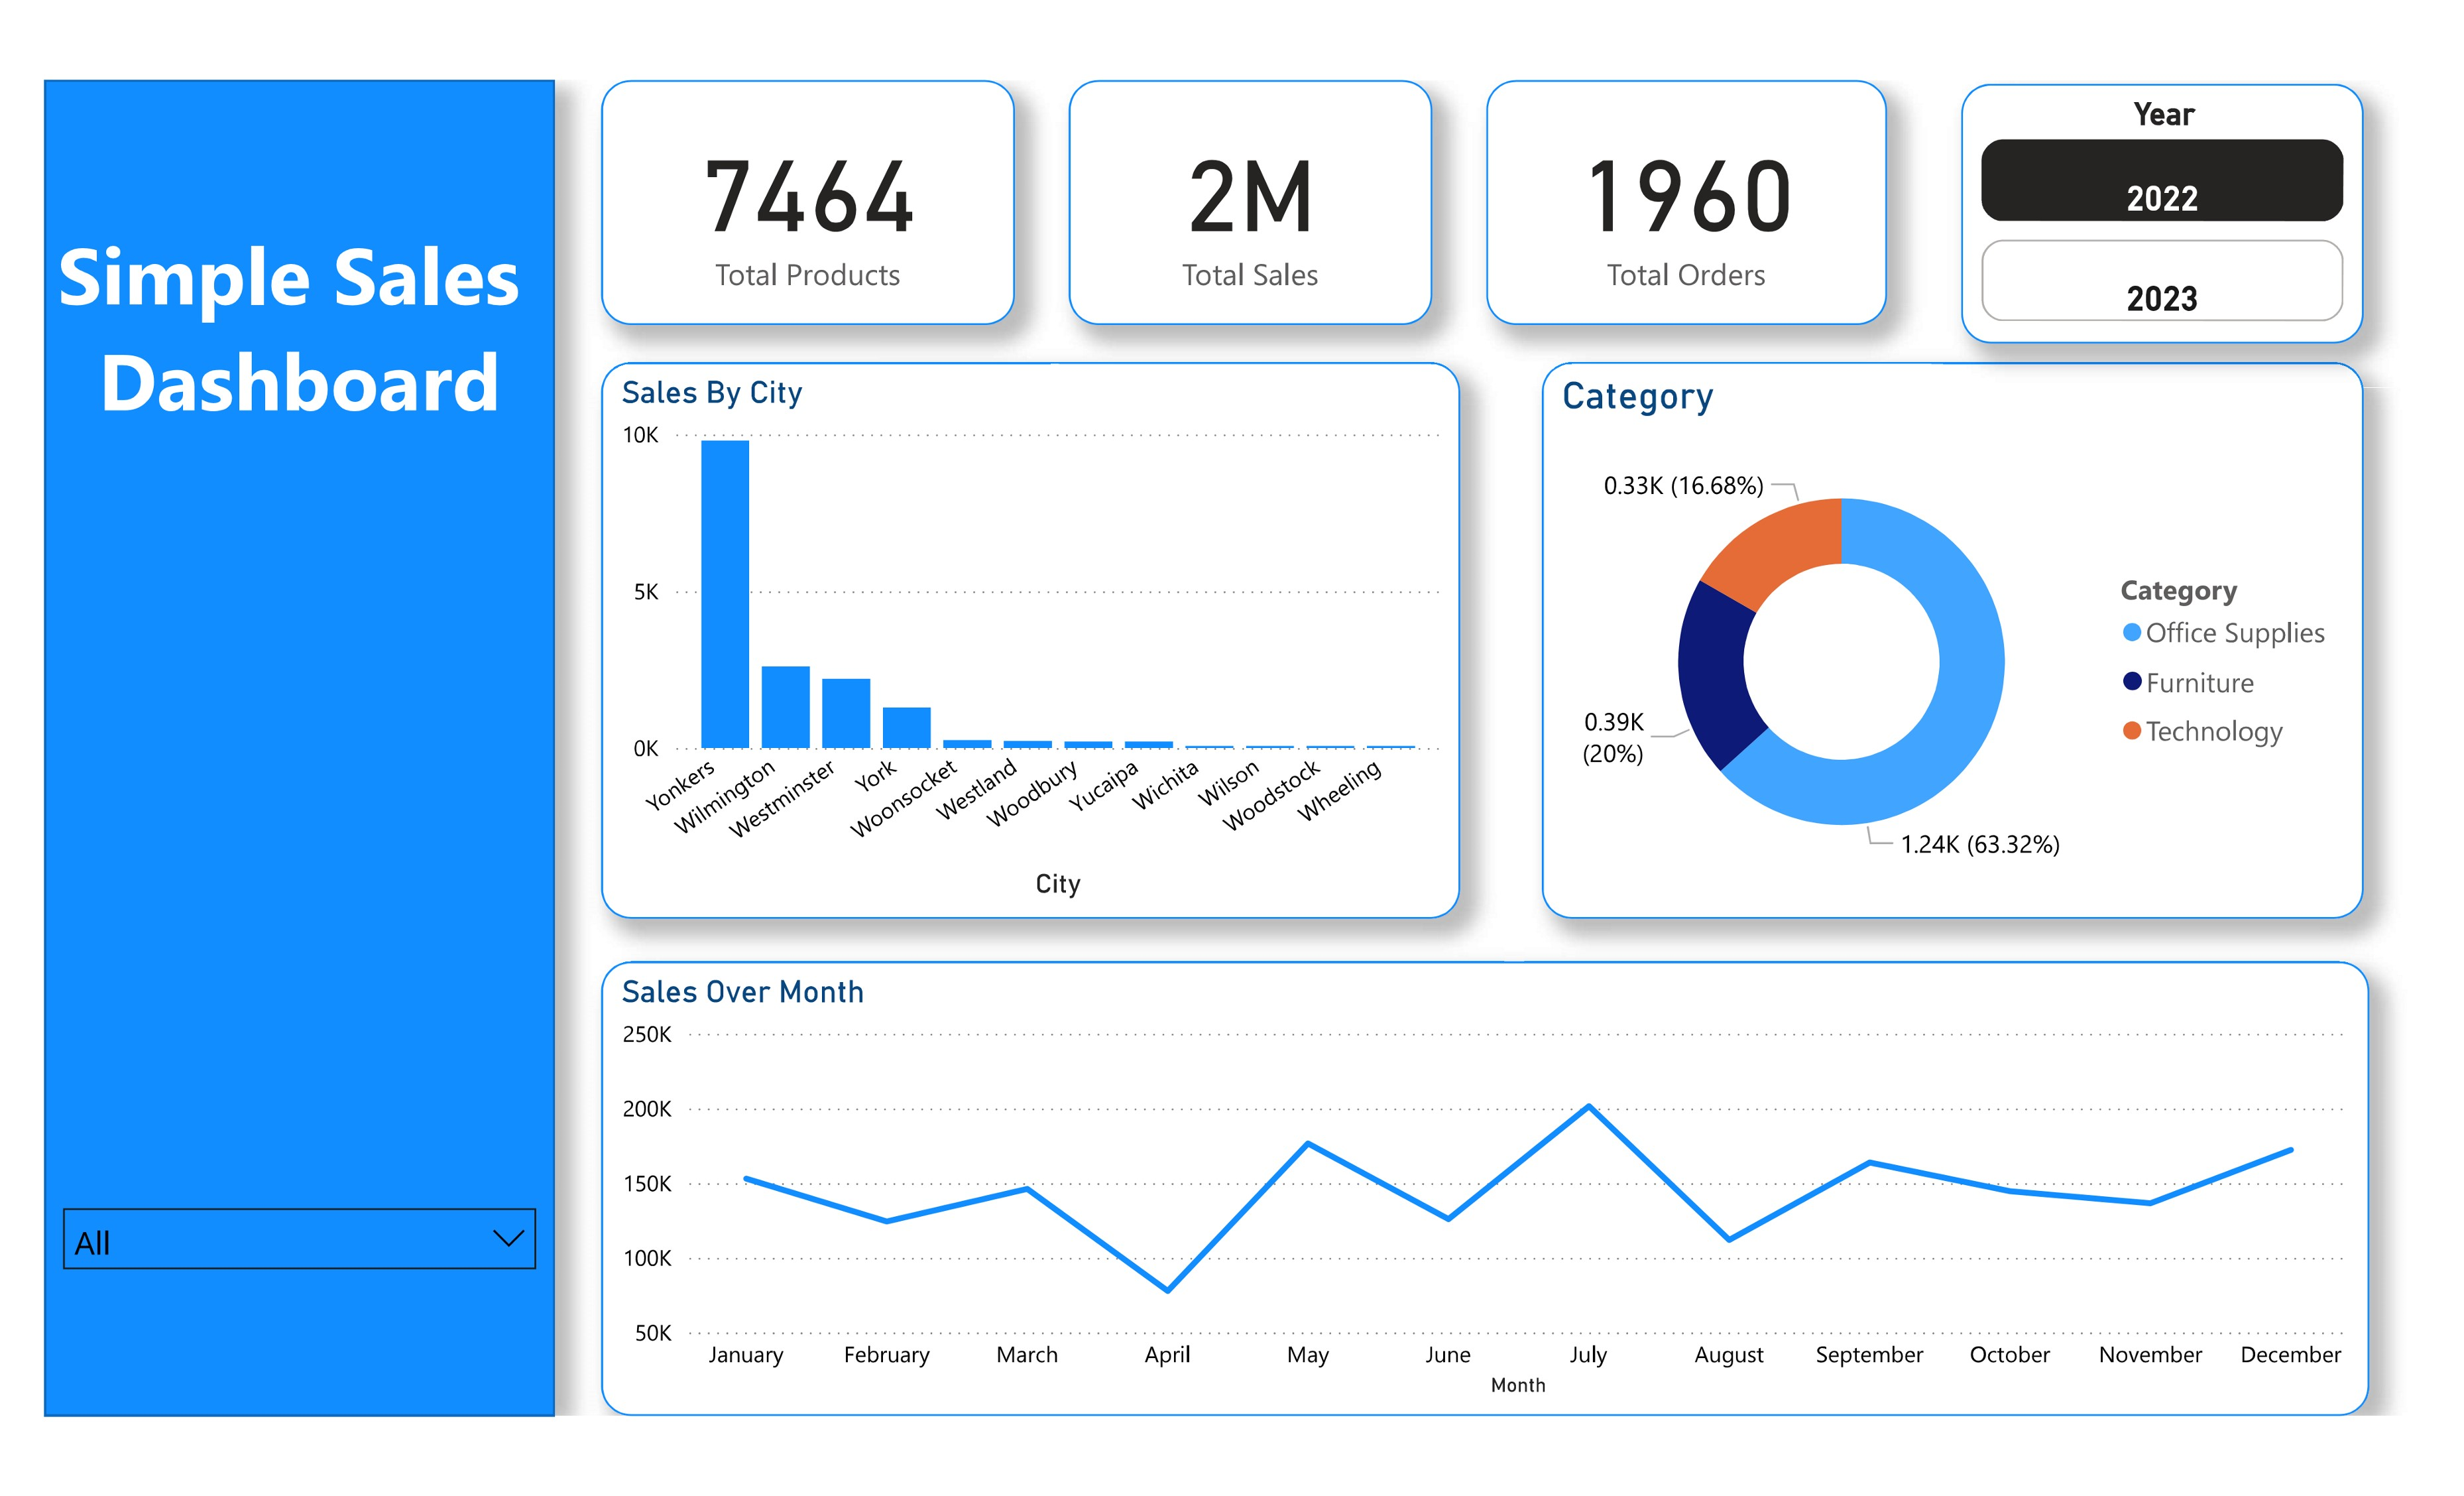 Simple Sales
Dashboard
All
7464
Total Products
2M
Total Sales
1960
Total Orders
Year
2022
2023
Sales By City
10K
5K
0K
Yonkers
Wilmington
Westminster
York
Woonsocket
Westland
Woodbury
Yucaipa
Wichita
Wilson
Woodstock
Wheeling
City
Category
0.33K (16.68%)
0.39K
(20%)
1.24K (63.32%)
Category
Office Supplies
Furniture
Technology
Sales Over Month
250K
200K
150K
100K
50K
January February March April May June July August September October November December
Month